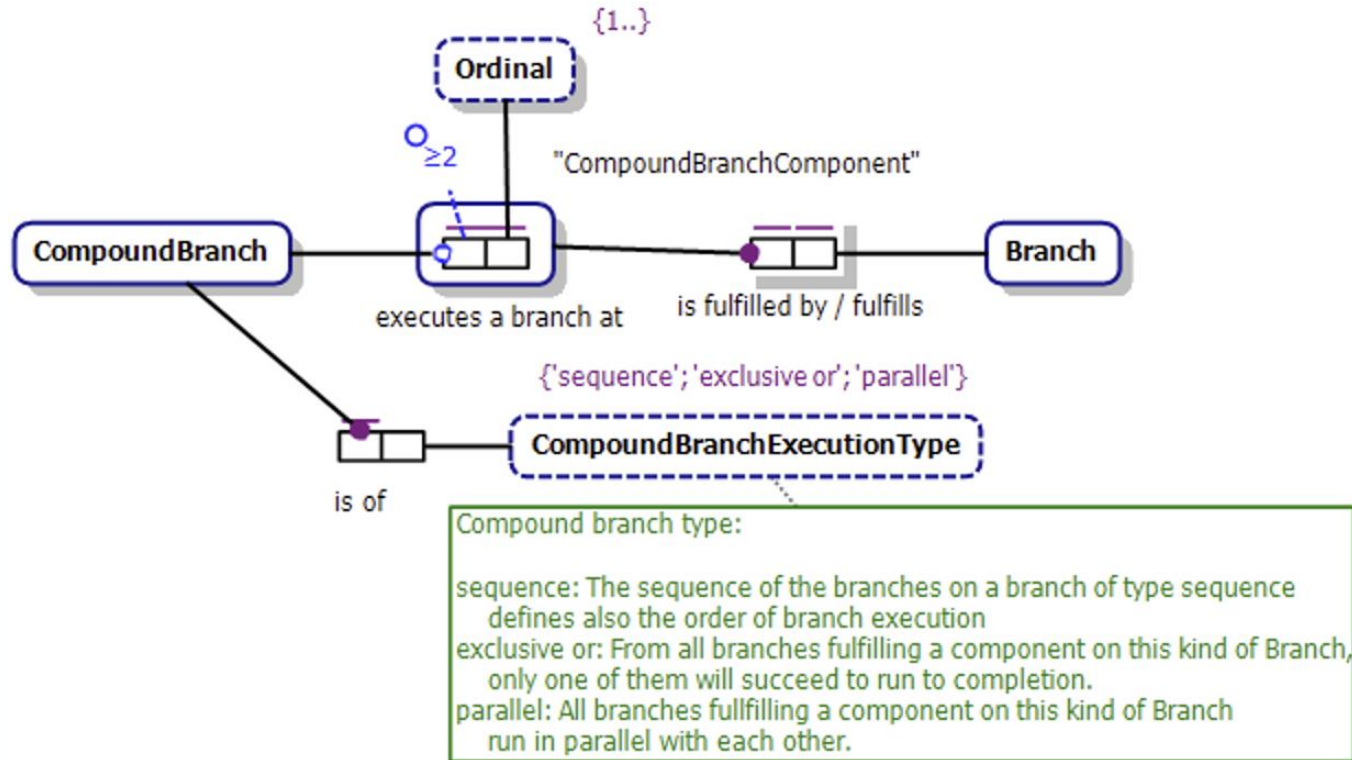 {1..}
Ordinal
≥2
"CompoundBranchComponent"
CompoundBranch
Branch
executes a branch at
is fulfilled by / fulfills
{'sequence'; 'exclusive or'; 'parallel'}
CompoundBranchExecutionType
is of
Compound branch type:
sequence: The sequence of the branches on a branch of type sequence
defines also the order of branch execution
exclusive or: From all branches fulfilling a component on this kind of Branch,
only one of them will succeed to run to completion.
parallel: All branches fullfilling a component on this kind of Branch
run in parallel with each other.